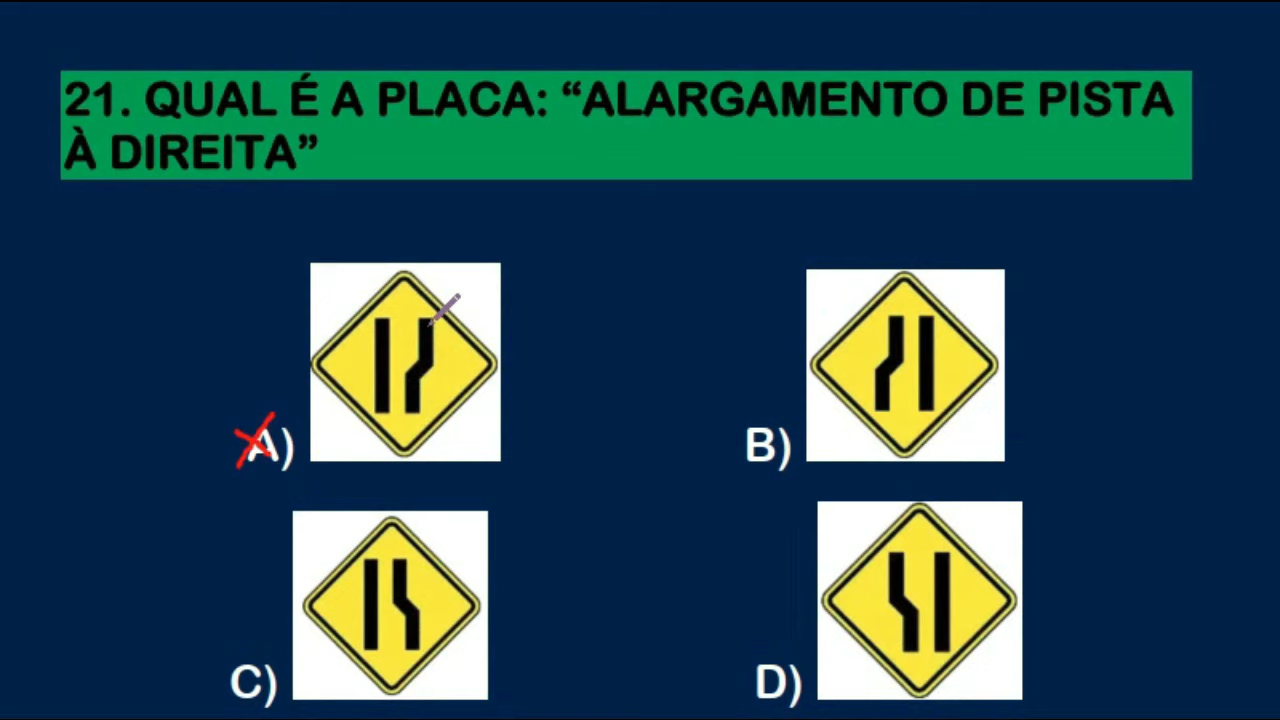 21. QUAL É A PLACA: “ALARGAMENTO DE PISTA
À DIREITA”
A)
B)
C)
D)